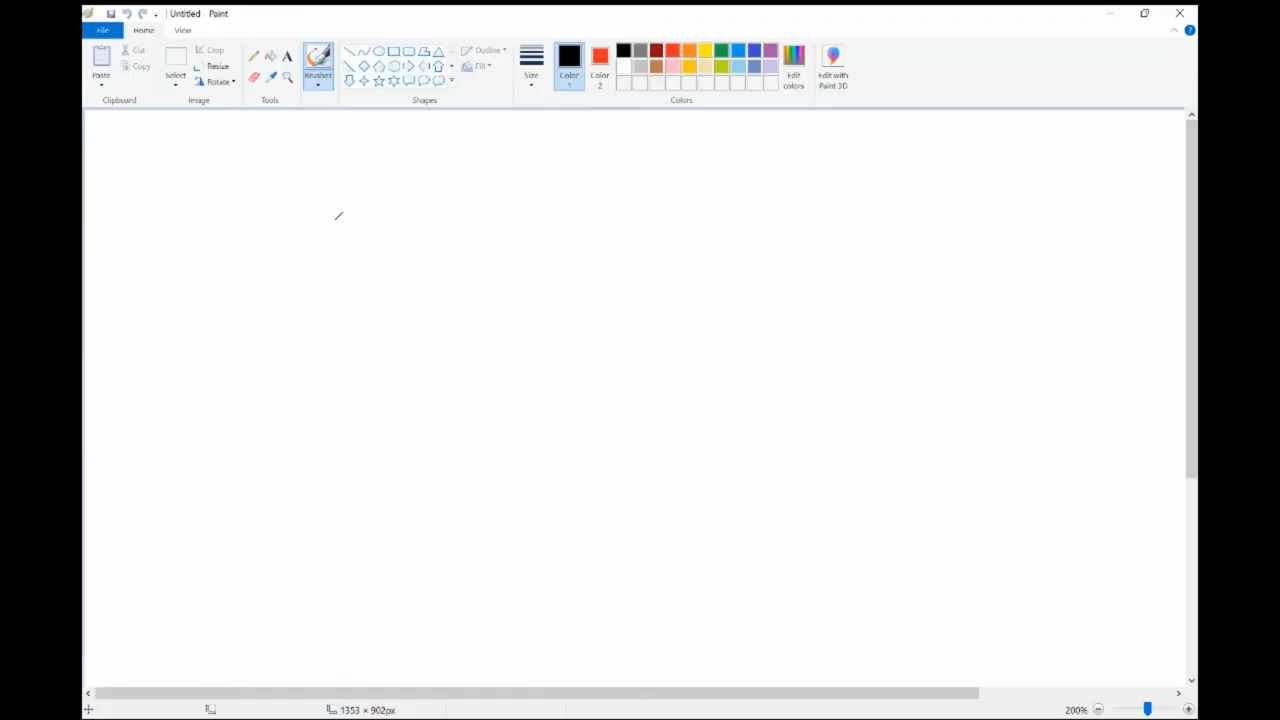 Untitled - Paint
File Home View
Paste Cut Copy Clipboard
Select Crop Resize Rotate Image
A
Tools
Brushes
Outline Fill Shapes
Size
Color 1
Color 2
Edit colors
Colors
Edit with Paint 3D
1353 × 902px
200%